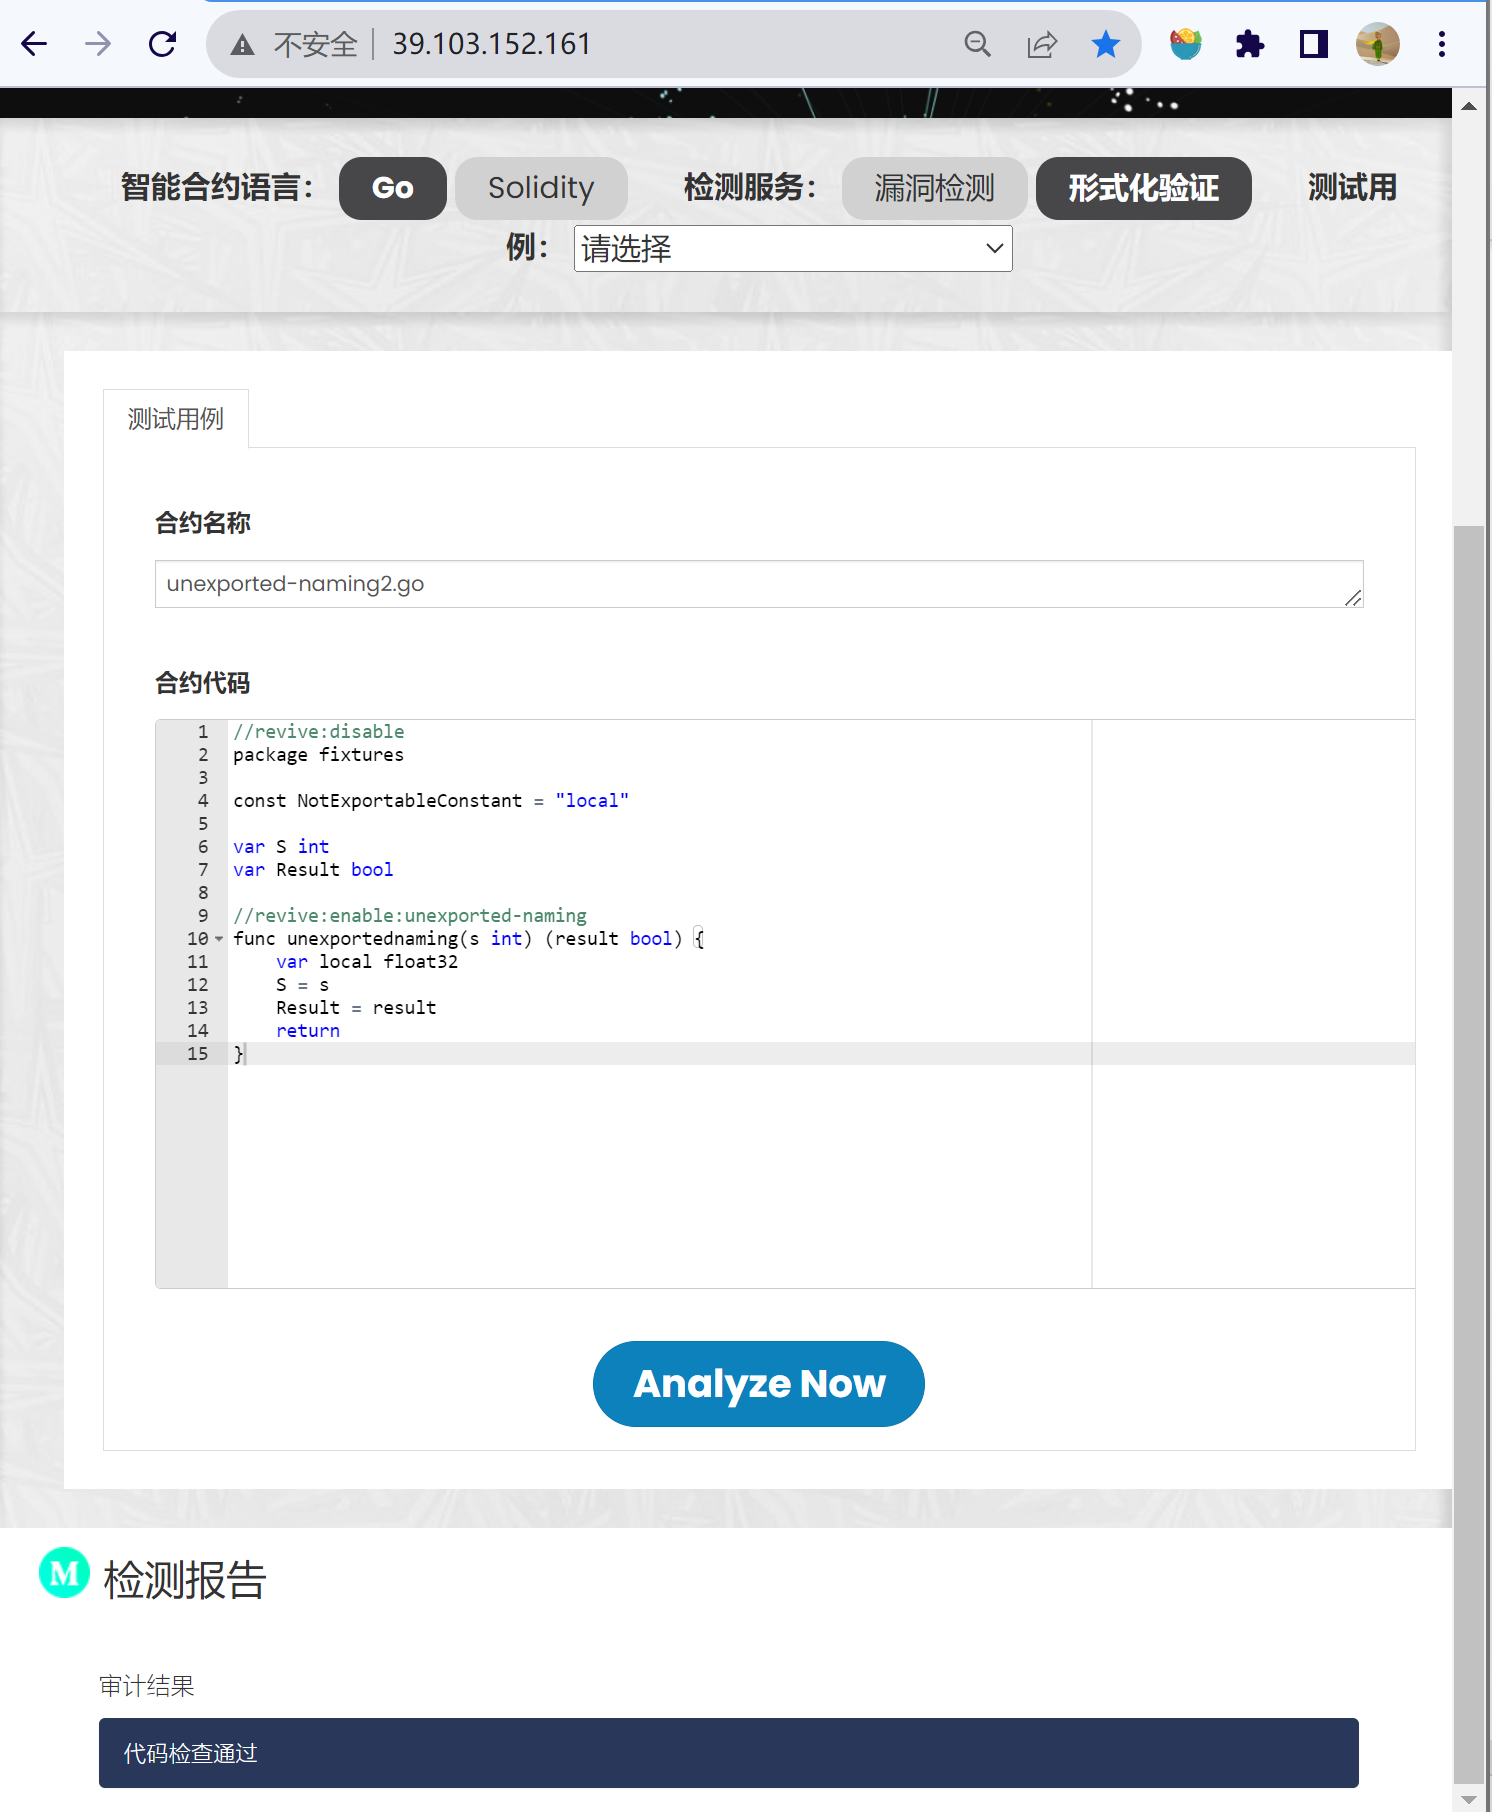 不安全 39.103.152.161
智能合约语言： Go Solidity 检测服务： 漏洞检测 形式化验证 测试用
例： 请选择
测试用例
合约名称
unexported-naming2.go
合约代码
1 //revive:disable
2 package fixtures
3
4 const NotExportableConstant = "local"
5
6 var S int
7 var Result bool
8
9 //revive:enable:unexported-naming
10 func unexportednaming(s int) (result bool) {
11     var local float32
12     S = s
13     Result = result
14     return
15 }
Analyze Now
M 检测报告
审计结果
代码检查通过